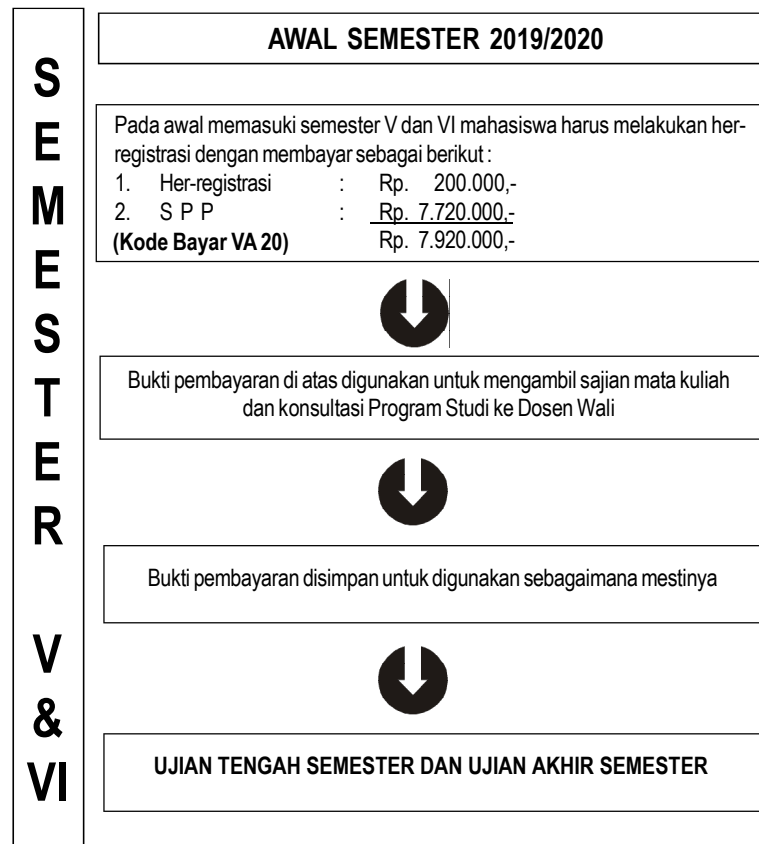 SEMESTER V & VI
AWAL SEMESTER 2019/2020
Pada awal memasuki semester V dan VI mahasiswa harus melakukan her-
registrasi dengan membayar sebagai berikut :
1. Her-registrasi : Rp. 200.000,-
2. S P P : Rp. 7.720.000,-
(Kode Bayar VA 20) Rp. 7.920.000,-
Bukti pembayaran di atas digunakan untuk mengambil sajian mata kuliah
dan konsultasi Program Studi ke Dosen Wali
Bukti pembayaran disimpan untuk digunakan sebagaimana mestinya
UJIAN TENGAH SEMESTER DAN UJIAN AKHIR SEMESTER